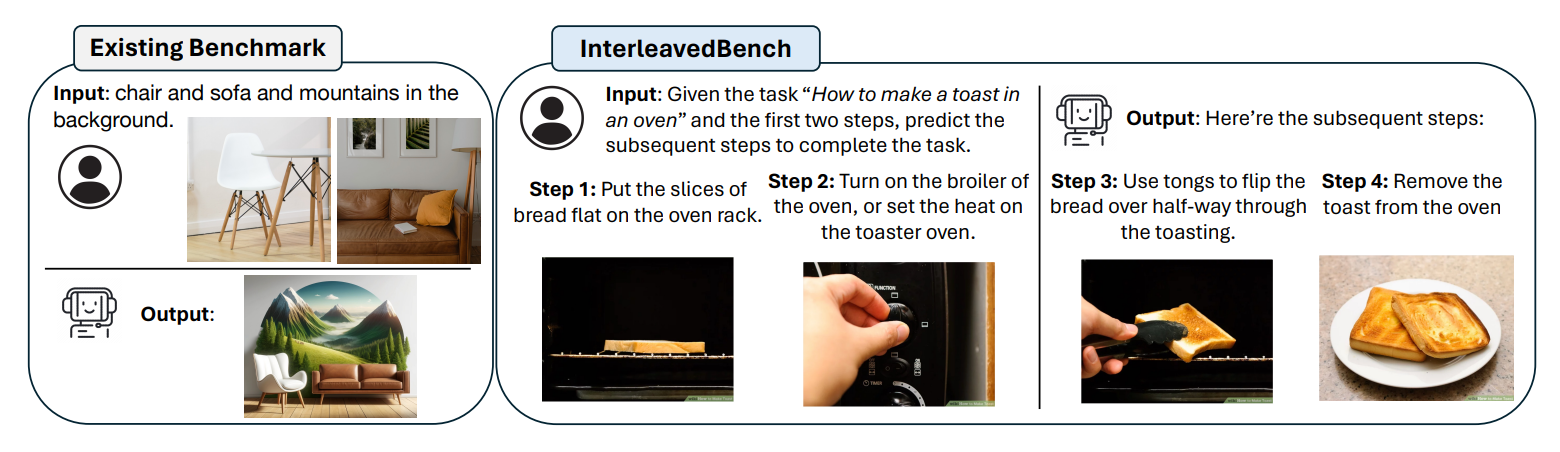 Existing Benchmark
Input: chair and sofa and mountains in the
background.
Output:
InterleavedBench
Input: Given the task “How to make a toast in
an oven” and the first two steps, predict the
subsequent steps to complete the task.
Step 1: Put the slices of
bread flat on the oven rack.
Step 2: Turn on the broiler of
the oven, or set the heat on
the toaster oven.
FUNCTION
TIMER
Output: Here’re the subsequent steps:
Step 3: Use tongs to flip the
bread over half-way through
the toasting.
Step 4: Remove the
toast from the oven